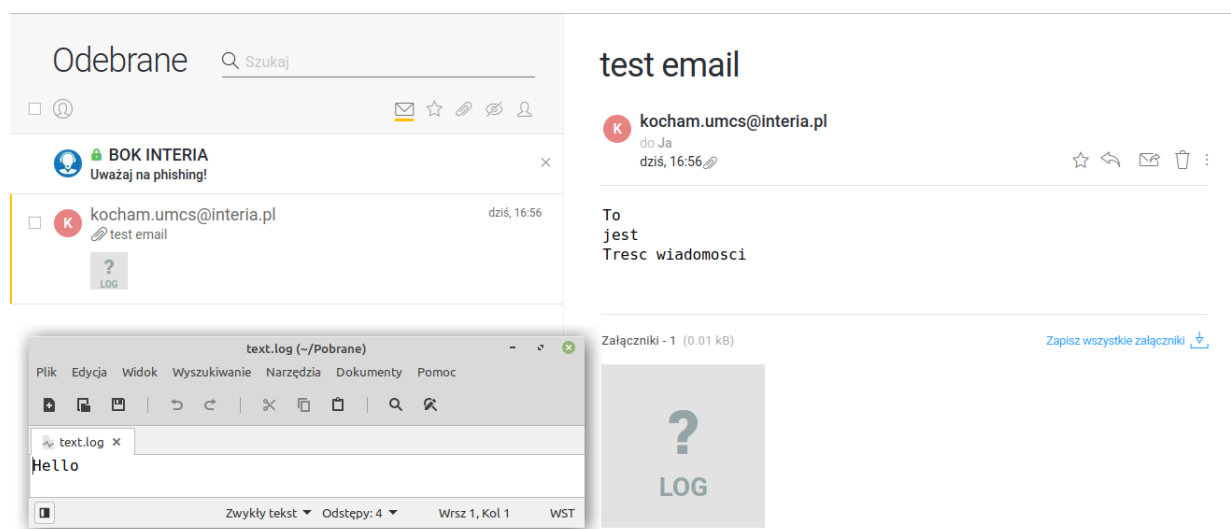 Odebrane
Szukaj
BOK INTERIA
Uważaj na phishing!
K
kocham.umcs@interia.pl
dziś, 16:56
test email
?
LOG
test email
K
kocham.umcs@interia.pl
do Ja
dziś, 16:56
To
jest
Tresc wiadomosci
Załączniki - 1 (0.01 kB)
Zapisz wszystkie załączniki
?
LOG
text.log (~/Pobrane)
Plik Edycja Widok Wyszukiwanie Narzędzia Dokumenty Pomoc
text.log
Hello
Zwykły tekst Odstępy: 4 Wrsz 1, Kol 1 WST